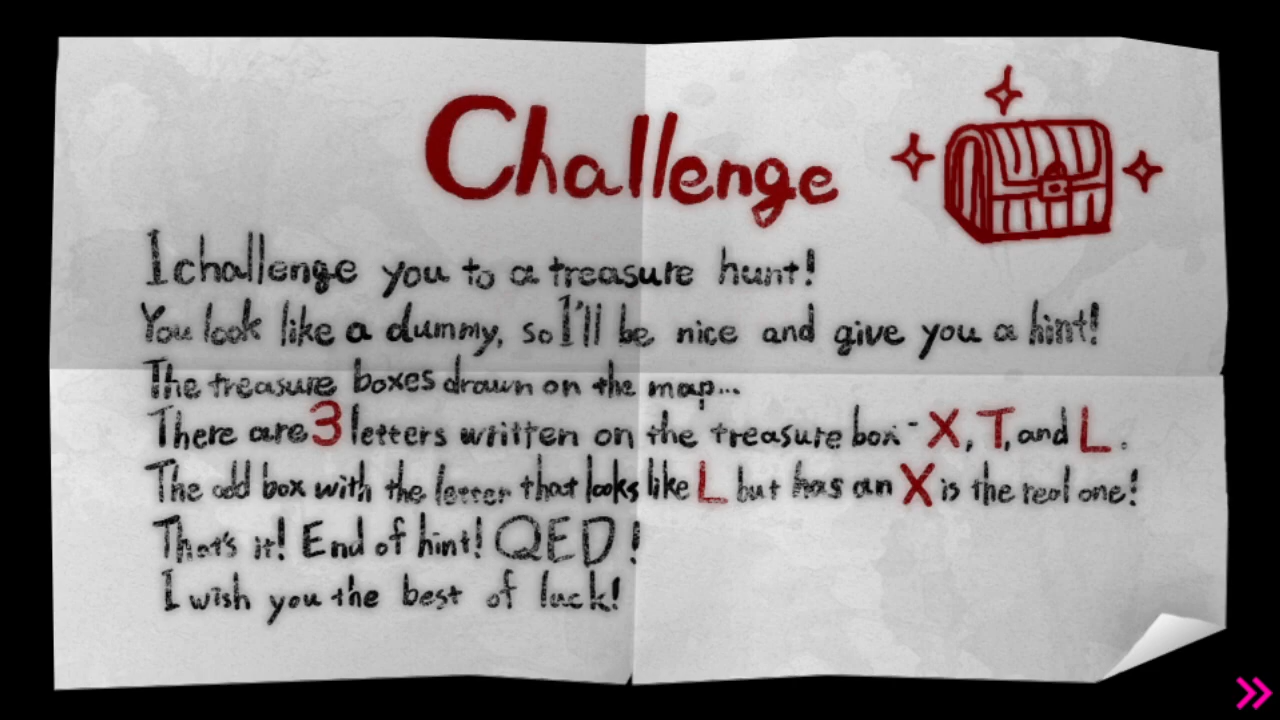 Challenge
I challenge you to a treasure hunt!
You look like a dummy, so I'll be nice and give you a hint!
The treasure boxes drawn on the map...
There are 3 letters written on the treasure box - X, T, and L.
The odd box with the letter that looks like L but has an X is the real one!
That's it! End of hint! QED!
I wish you the best of luck!